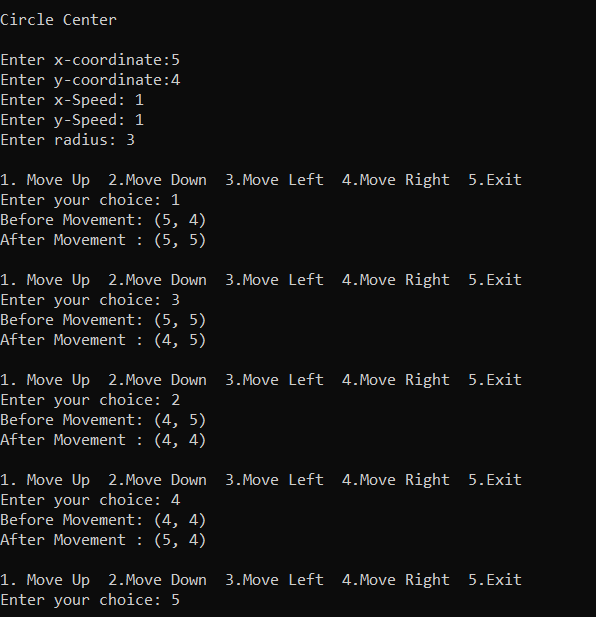 Circle Center
Enter x-coordinate:5
Enter y-coordinate:4
Enter x-Speed: 1
Enter y-Speed: 1
Enter radius: 3
1. Move Up  2.Move Down  3.Move Left  4.Move Right  5.Exit
Enter your choice: 1
Before Movement: (5, 4)
After Movement : (5, 5)
1. Move Up  2.Move Down  3.Move Left  4.Move Right  5.Exit
Enter your choice: 3
Before Movement: (5, 5)
After Movement : (4, 5)
1. Move Up  2.Move Down  3.Move Left  4.Move Right  5.Exit
Enter your choice: 2
Before Movement: (4, 5)
After Movement : (4, 4)
1. Move Up  2.Move Down  3.Move Left  4.Move Right  5.Exit
Enter your choice: 4
Before Movement: (4, 4)
After Movement : (5, 4)
1. Move Up  2.Move Down  3.Move Left  4.Move Right  5.Exit
Enter your choice: 5